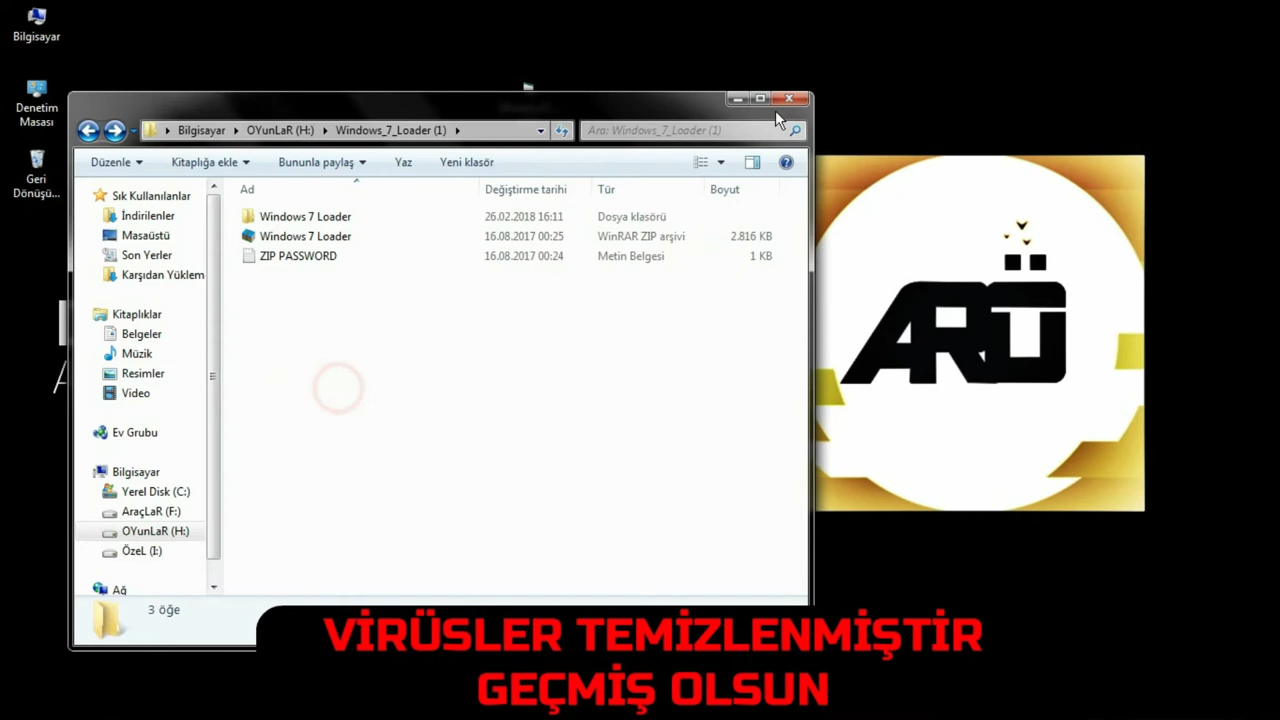 Bilgisayar
Denetim
Masası
Geri
Dönüşü...
Bilgisayar OYunLaR (H:) Windows_7_Loader (1)
Ara: Windows_7_Loader (1)
Düzenle Kitaplığa ekle Bununla paylaş Yaz Yeni klasör
Sık Kullanılanlar
İndirilenler
Masaüstü
Son Yerler
Karşıdan Yüklem
Kitaplıklar
Belgeler
Müzik
Resimler
Video
Ev Grubu
Bilgisayar
Yerel Disk (C:)
AraçLaR (F:)
OYunLaR (H:)
ÖzeL (I:)
Ağ
Ad Değiştirme tarihi Tür Boyut
Windows 7 Loader 26.02.2018 16:11 Dosya klasörü
Windows 7 Loader 16.08.2017 00:25 WinRAR ZIP arşivi 2.816 KB
ZIP PASSWORD 16.08.2017 00:24 Metin Belgesi 1 KB
3 öğe
VİRÜSLER TEMİZLENMİŞTİR
GEÇMİŞ OLSUN